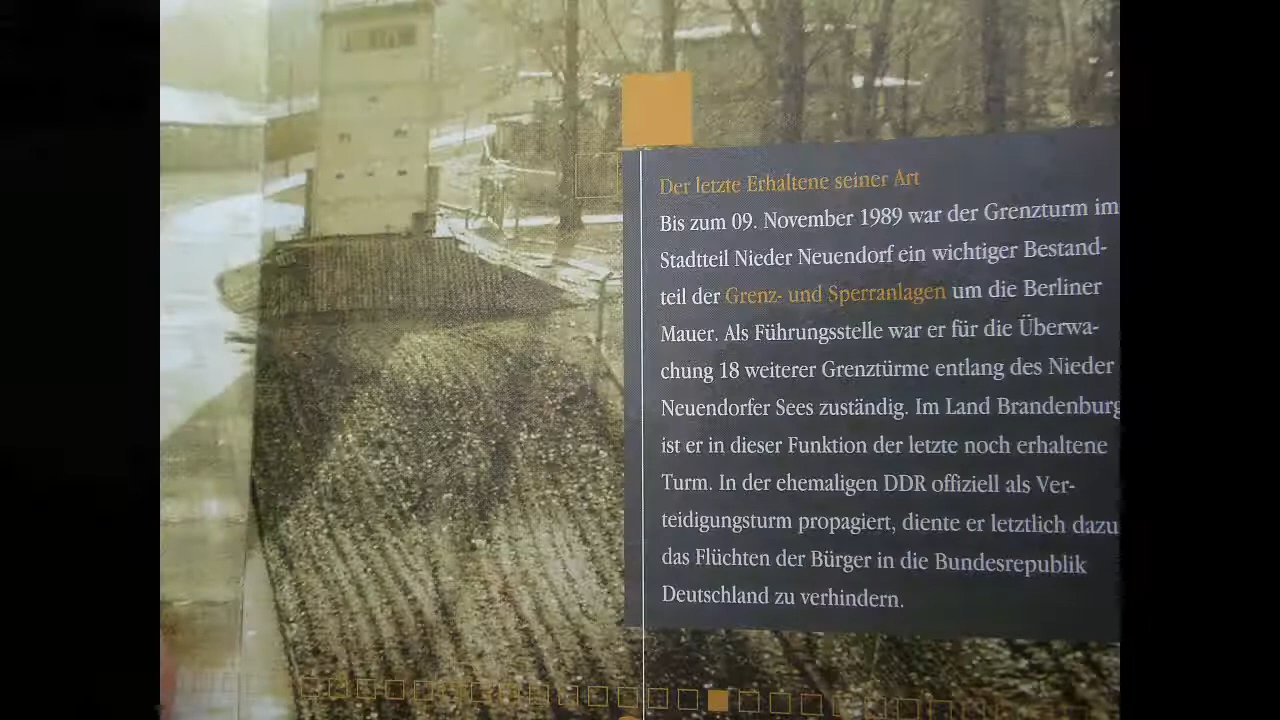 Der letzte Erhaltene seiner Art
Bis zum 09. November 1989 war der Grenzturm im
Stadtteil Nieder Neuendorf ein wichtiger Bestand-
teil der Grenz- und Sperranlagen um die Berliner
Mauer. Als Führungsstelle war er für die Überwa-
chung 18 weiterer Grenztürme entlang des Nieder
Neuendorfer Sees zuständig. Im Land Brandenburg
ist er in dieser Funktion der letzte noch erhaltene
Turm. In der ehemaligen DDR offiziell als Ver-
teidigungsturm propagiert, diente er letztlich dazu
das Flüchten der Bürger in die Bundesrepublik
Deutschland zu verhindern.